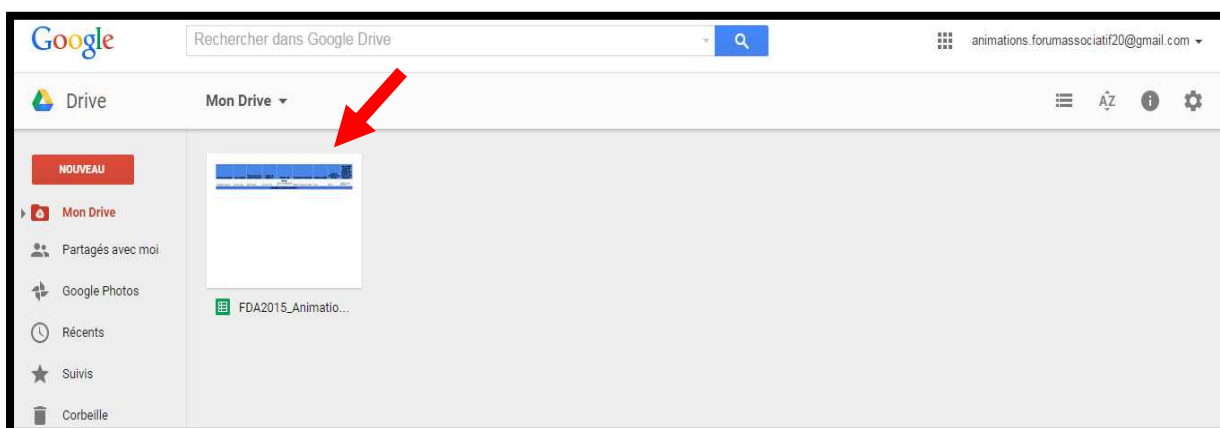 Google
Rechercher dans Google Drive
animations.forumassociatif20@gmail.com
Drive
Mon Drive
AZ
NOUVEAU
Mon Drive
Partagés avec moi
Google Photos
Récents
Suivis
Corbeille
FDA2015_Animatio...